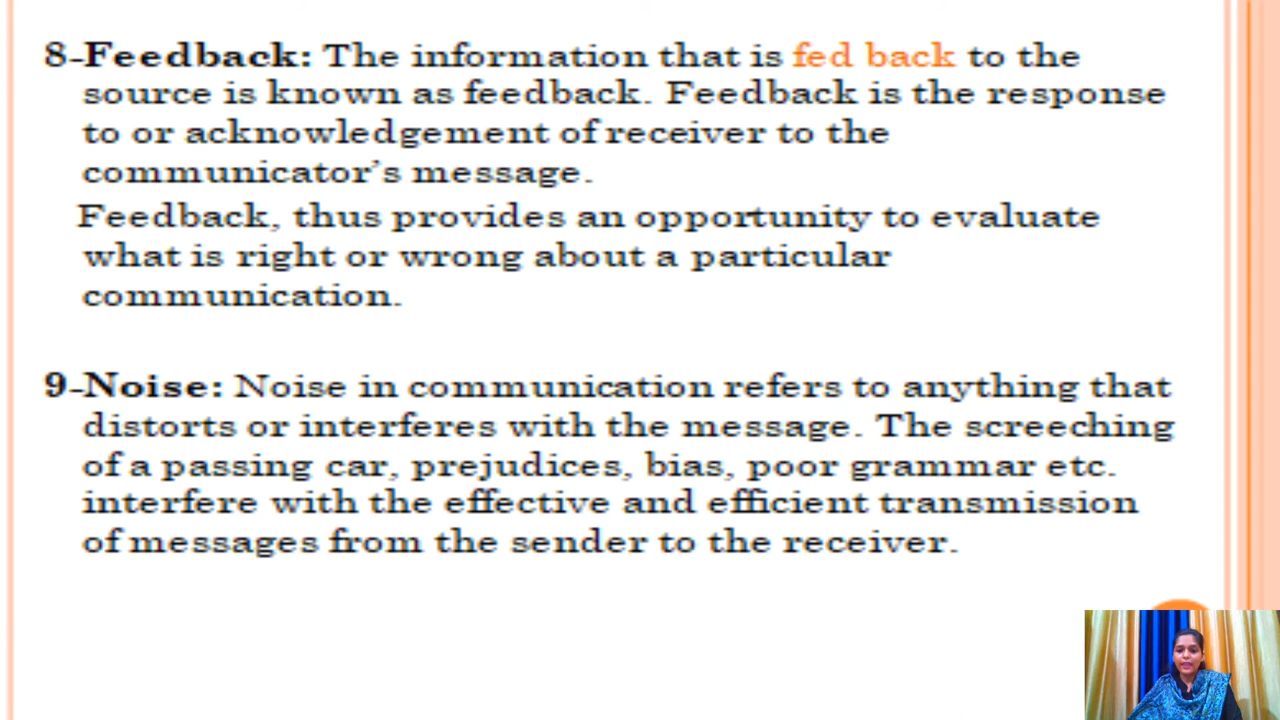 8-Feedback: The information that is fed back to the
source is known as feedback. Feedback is the response
to or acknowledgement of receiver to the
communicator's message.
Feedback, thus provides an opportunity to evaluate
what is right or wrong about a particular
communication.
9-Noise: Noise in communication refers to anything that
distorts or interferes with the message. The screeching
of a passing car, prejudices, bias, poor grammar etc.
interfere with the effective and efficient transmission
of messages from the sender to the receiver.